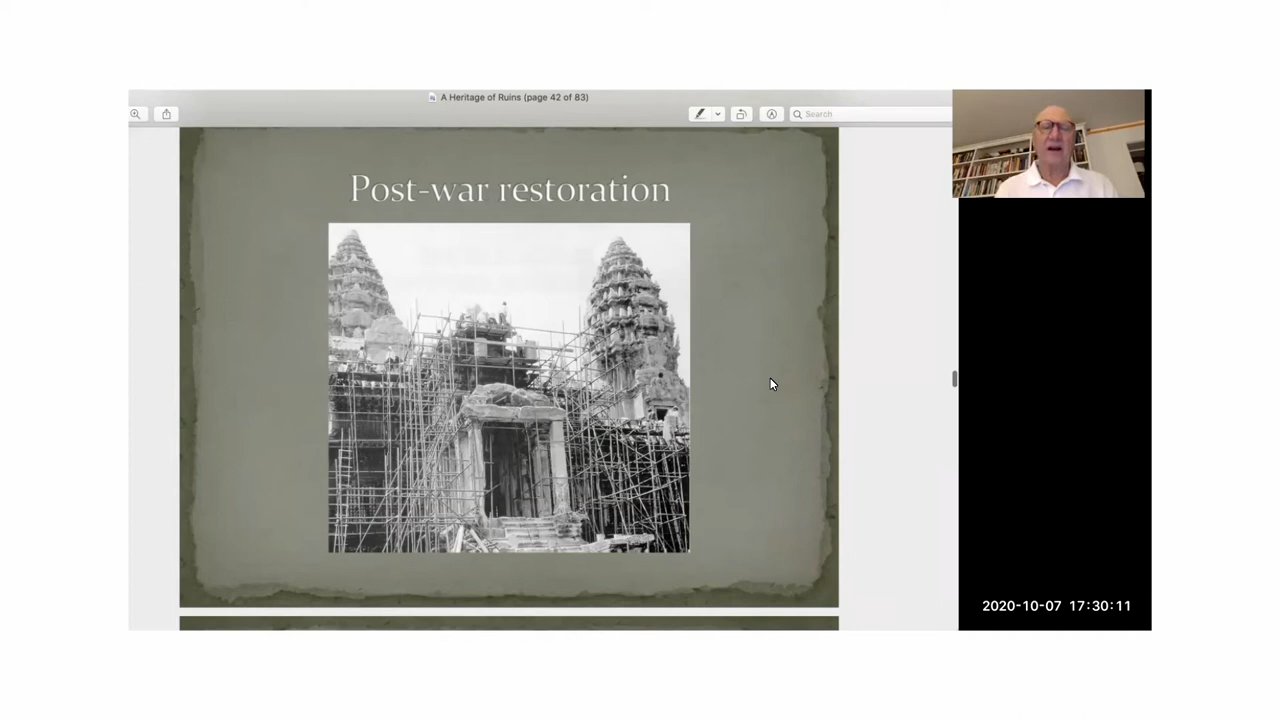 A Heritage of Ruins (page 42 of 83)
Search
Post-war restoration
2020-10-07 17:30:11